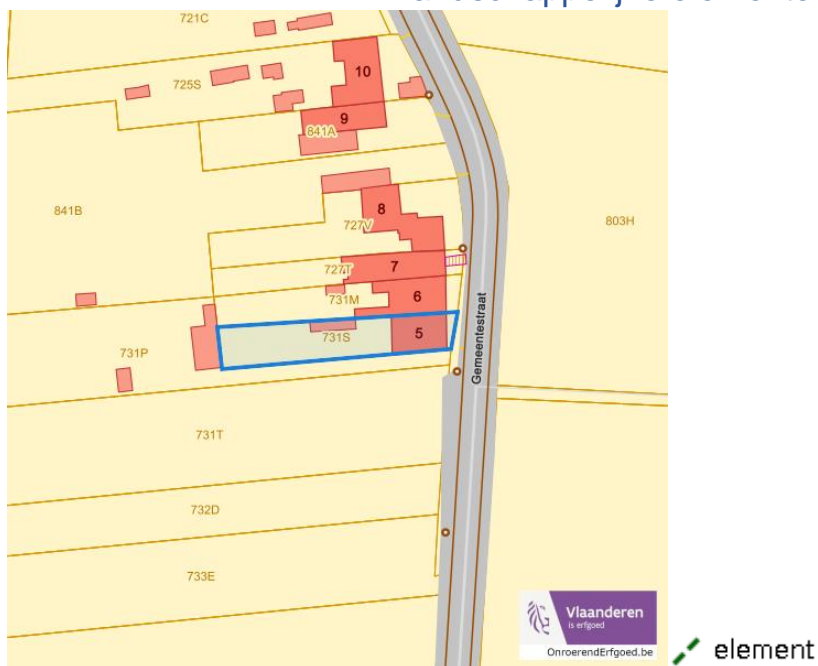 721C
10
725S
9
841A
8
841B
803H
727V
7
727T
6
731M
Gemeentestraat
5
731S
731P
731T
732D
733E
Vlaanderen
is erfgoed
OnroerendErfgoed.be
element